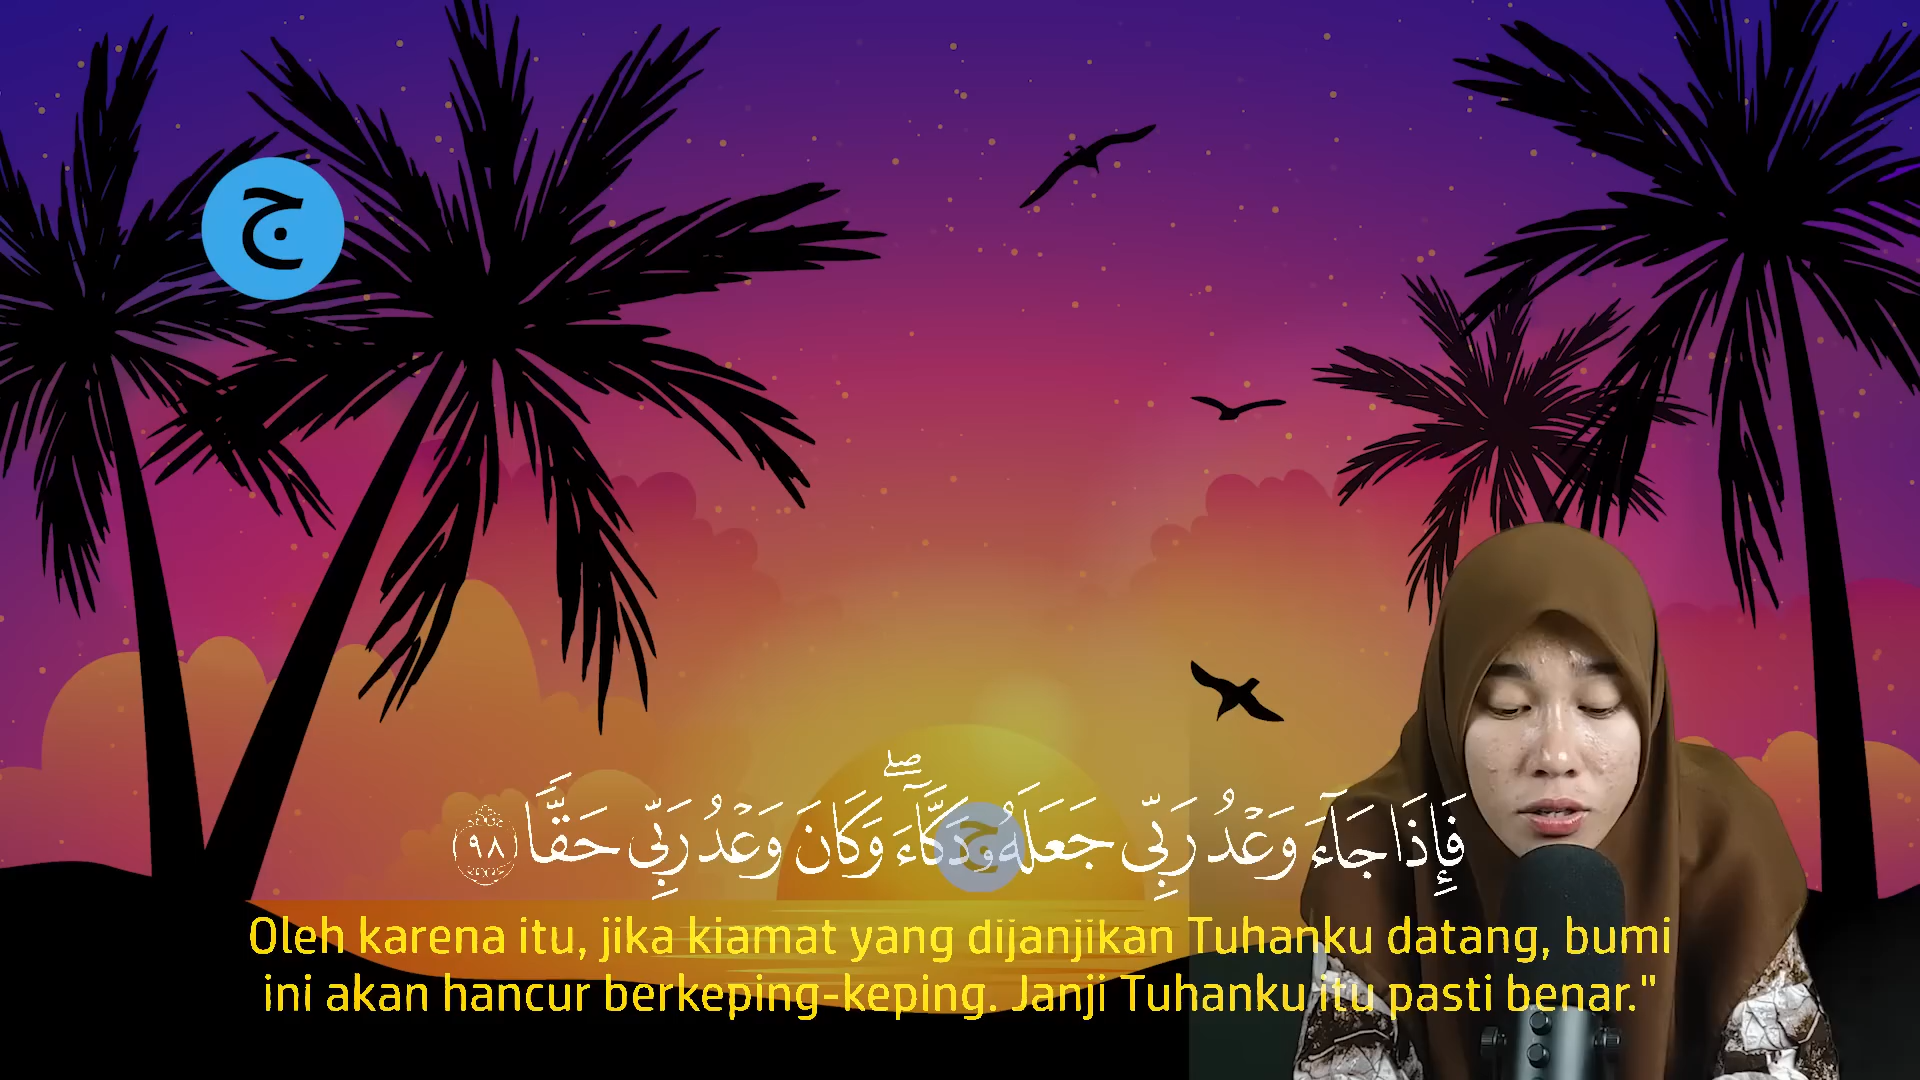 ج
فَإِذَا جَآءَ وَعْدُ رَبِّى جَعَلَهُۥ دَكَّآءَ ۖ وَكَانَ وَعْدُ رَبِّى حَقًّا ٩٨
ج
Oleh karena itu, jika kiamat yang dijanjikan Tuhanku datang, bumi
ini akan hancur berkeping-keping. Janji Tuhanku itu pasti benar."